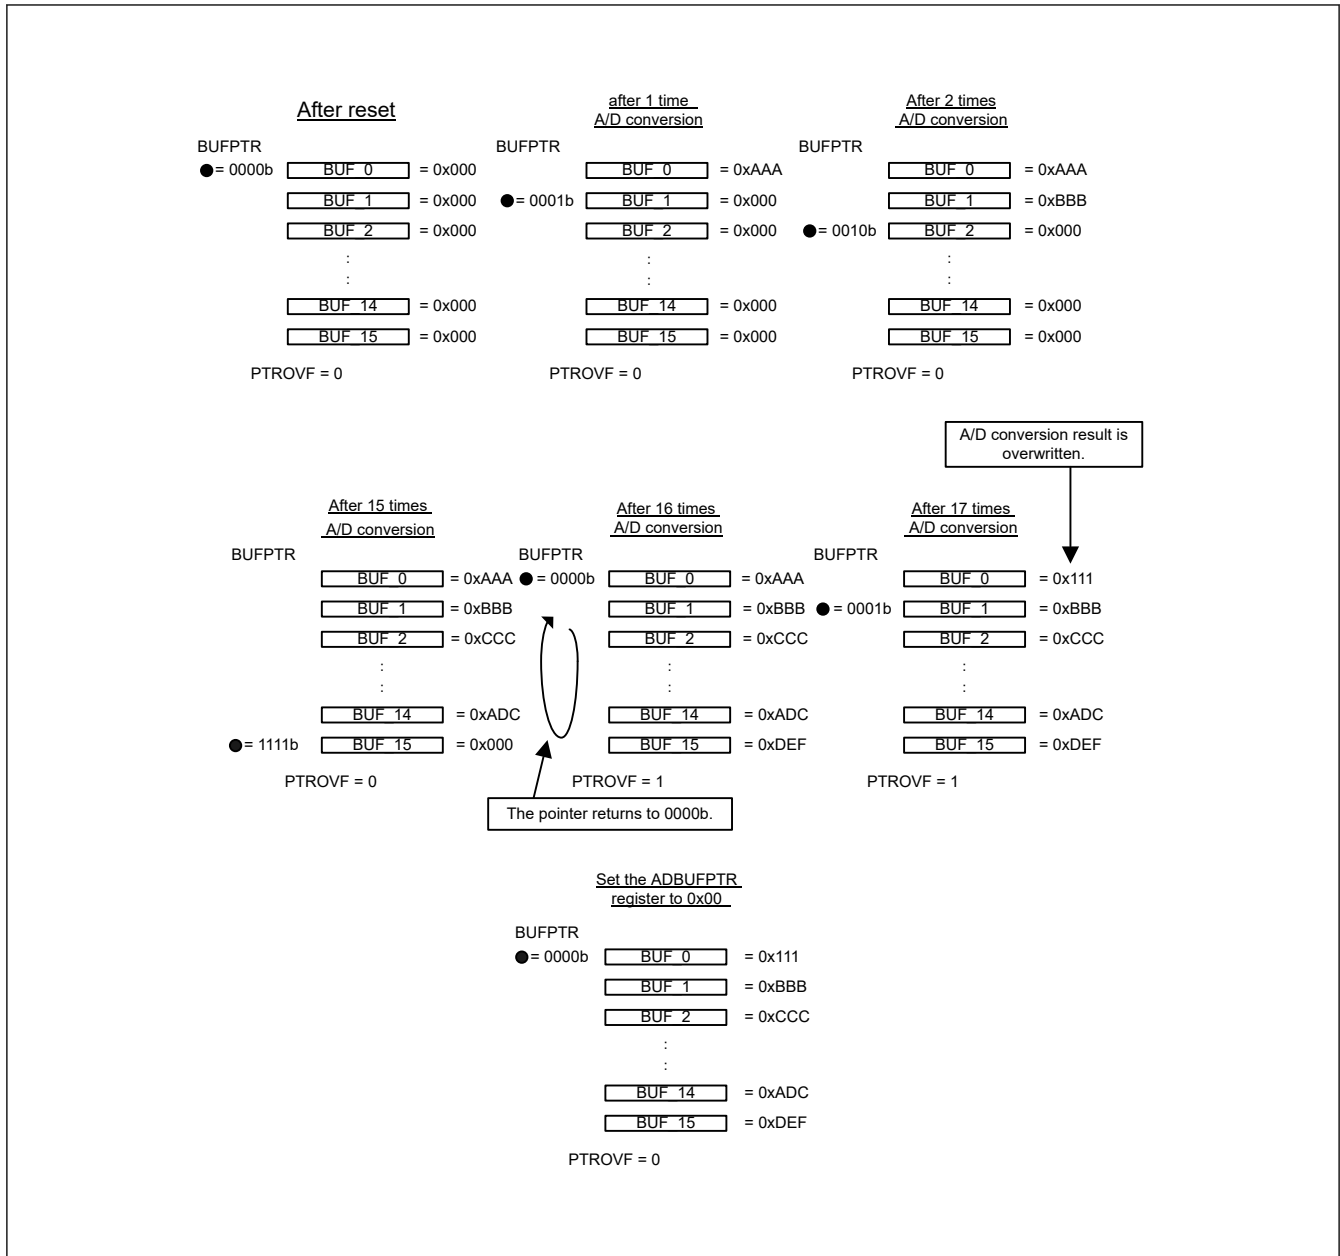 After reset
BUFPTR
= 0000b BUF_0 = 0x000
BUF_1 = 0x000
BUF_2 = 0x000
:
:
BUF_14 = 0x000
BUF_15 = 0x000
PTROVF = 0
after 1 time
A/D conversion
BUFPTR
BUF_0 = 0xAAA
= 0001b BUF_1 = 0x000
BUF_2 = 0x000
:
:
BUF_14 = 0x000
BUF_15 = 0x000
PTROVF = 0
After 2 times
A/D conversion
BUFPTR
BUF_0 = 0xAAA
BUF_1 = 0xBBB
= 0010b BUF_2 = 0x000
:
:
BUF_14 = 0x000
BUF_15 = 0x000
PTROVF = 0
A/D conversion result is
overwritten.
After 15 times
A/D conversion
BUFPTR
BUF_0 = 0xAAA
BUF_1 = 0xBBB
BUF_2 = 0xCCC
:
:
BUF_14 = 0xADC
= 1111b BUF_15 = 0x000
PTROVF = 0
After 16 times
A/D conversion
BUFPTR
= 0000b BUF_0 = 0xAAA
BUF_1 = 0xBBB
BUF_2 = 0xCCC
:
:
BUF_14 = 0xADC
BUF_15 = 0xDEF
PTROVF = 1
The pointer returns to 0000b.
After 17 times
A/D conversion
BUFPTR
BUF_0 = 0x111
= 0001b BUF_1 = 0xBBB
BUF_2 = 0xCCC
:
:
BUF_14 = 0xADC
BUF_15 = 0xDEF
PTROVF = 1
Set the ADBUFPTR
register to 0x00
BUFPTR
= 0000b BUF_0 = 0x111
BUF_1 = 0xBBB
BUF_2 = 0xCCC
:
:
BUF_14 = 0xADC
BUF_15 = 0xDEF
PTROVF = 0